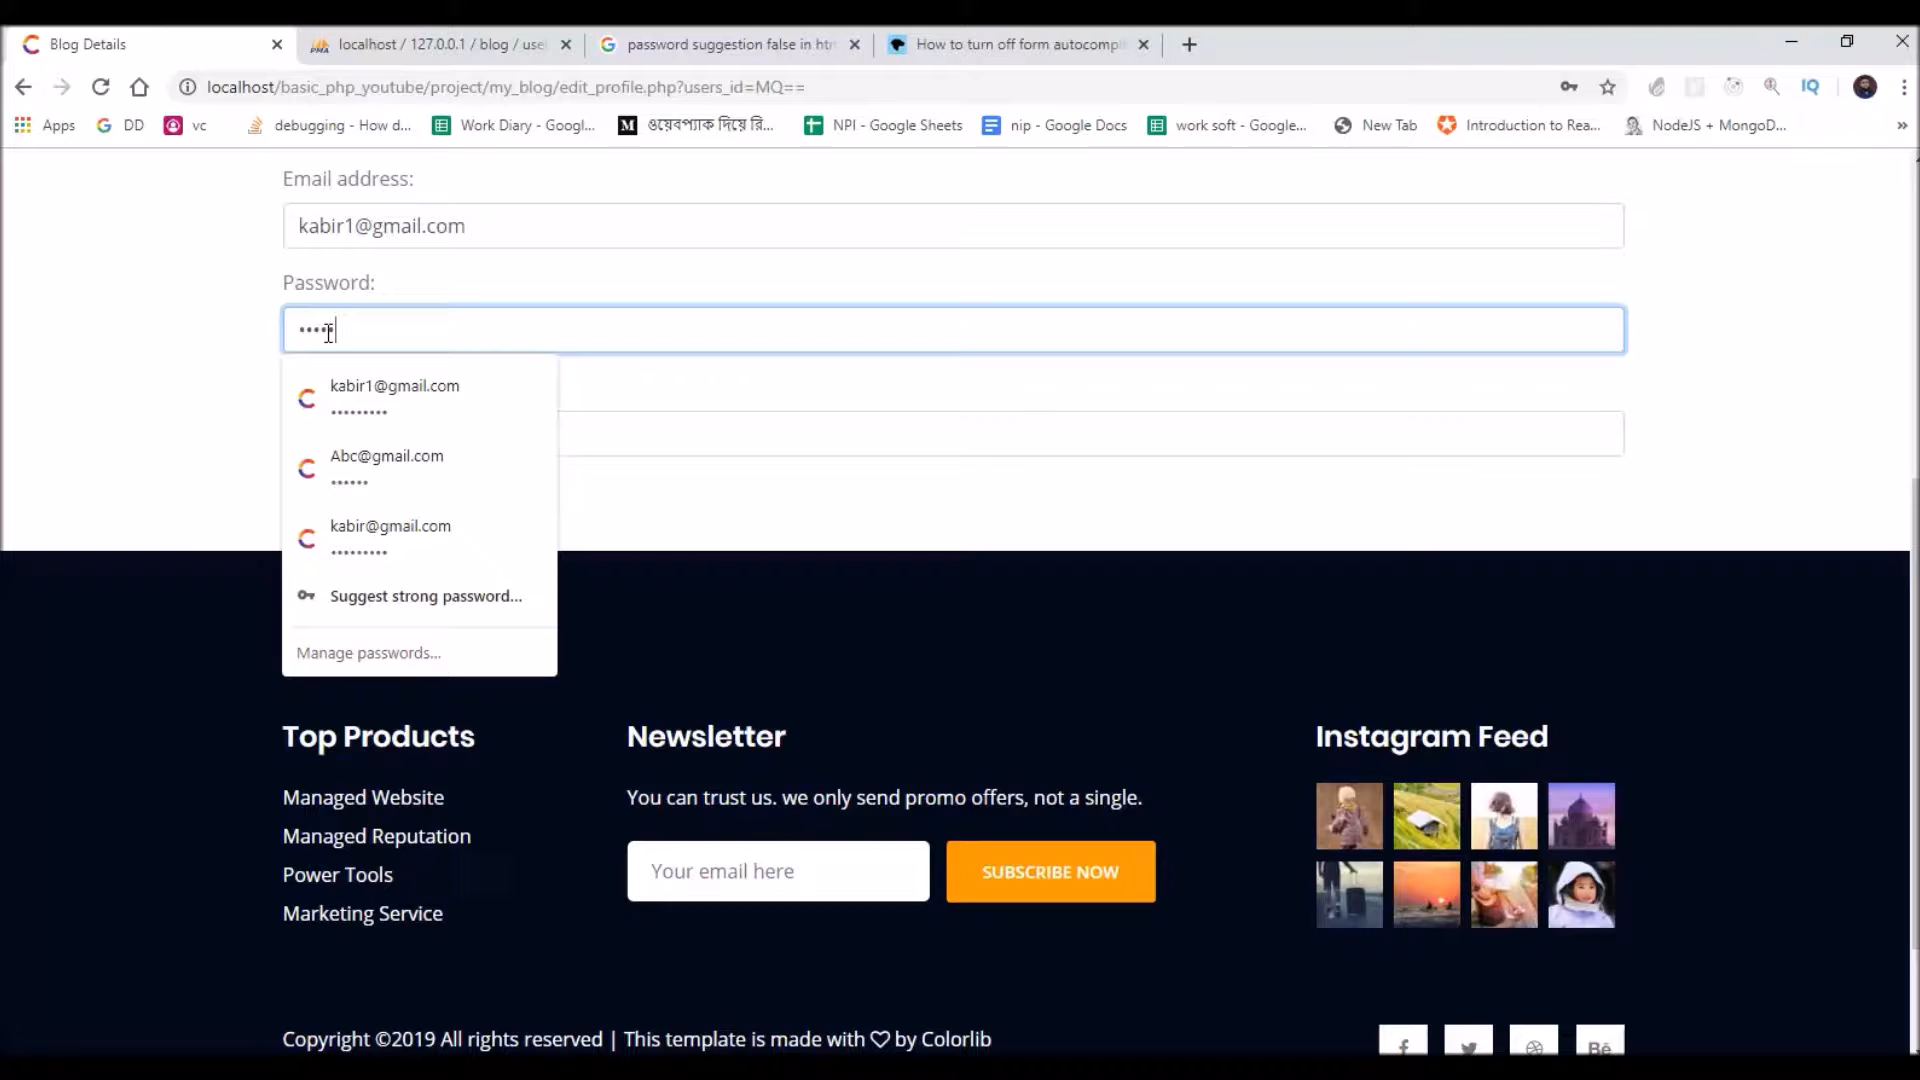 Blog Details
localhost / 127.0.0.1 / blog / use
password suggestion false in htm
How to turn off form autocompl
localhost/basic_php_youtube/project/my_blog/edit_profile.php?users_id=MQ==
IQ
Apps
DD
vc
debugging - How d...
Work Diary - Googl...
ওয়েবপ্যাক দিয়ে রি...
NPI - Google Sheets
nip - Google Docs
work soft - Google...
New Tab
Introduction to Rea...
NodeJS + MongoD...
Email address:
kabir1@gmail.com
Password:
•••••
kabir1@gmail.com
•••••••••
Abc@gmail.com
••••••
kabir@gmail.com
•••••••••
Suggest strong password...
Manage passwords...
Top Products
Managed Website
Managed Reputation
Power Tools
Marketing Service
Newsletter
You can trust us. we only send promo offers, not a single.
Your email here
SUBSCRIBE NOW
Instagram Feed
Copyright ©2019 All rights reserved | This template is made with ♡ by Colorlib